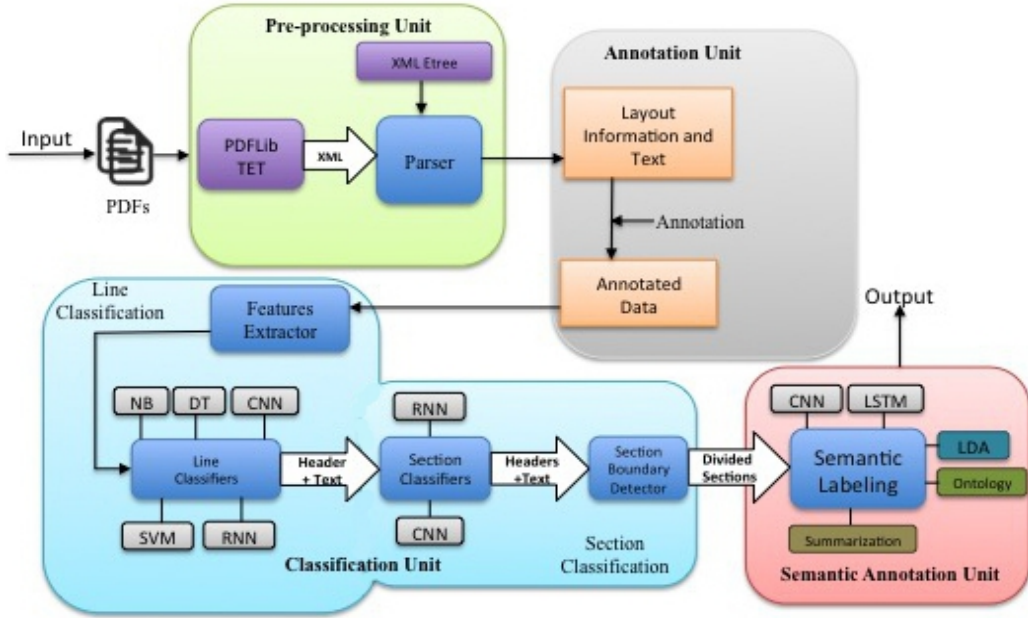 Pre-processing Unit
XML Etree
Input
PDFs
PDFLib
TET
XML
Parser
Annotation Unit
Layout
Information and
Text
Annotation
Annotated
Data
Line
Classification
Features
Extractor
NB
DT
CNN
Line
Classifiers
SVM
RNN
Header
+ Text
RNN
Section
Classifiers
CNN
Headers
+Text
Section
Boundary
Detector
Section
Classification
Classification Unit
Divided
Sections
Output
CNN
LSTM
Semantic
Labeling
LDA
Ontology
Summarization
Semantic Annotation Unit